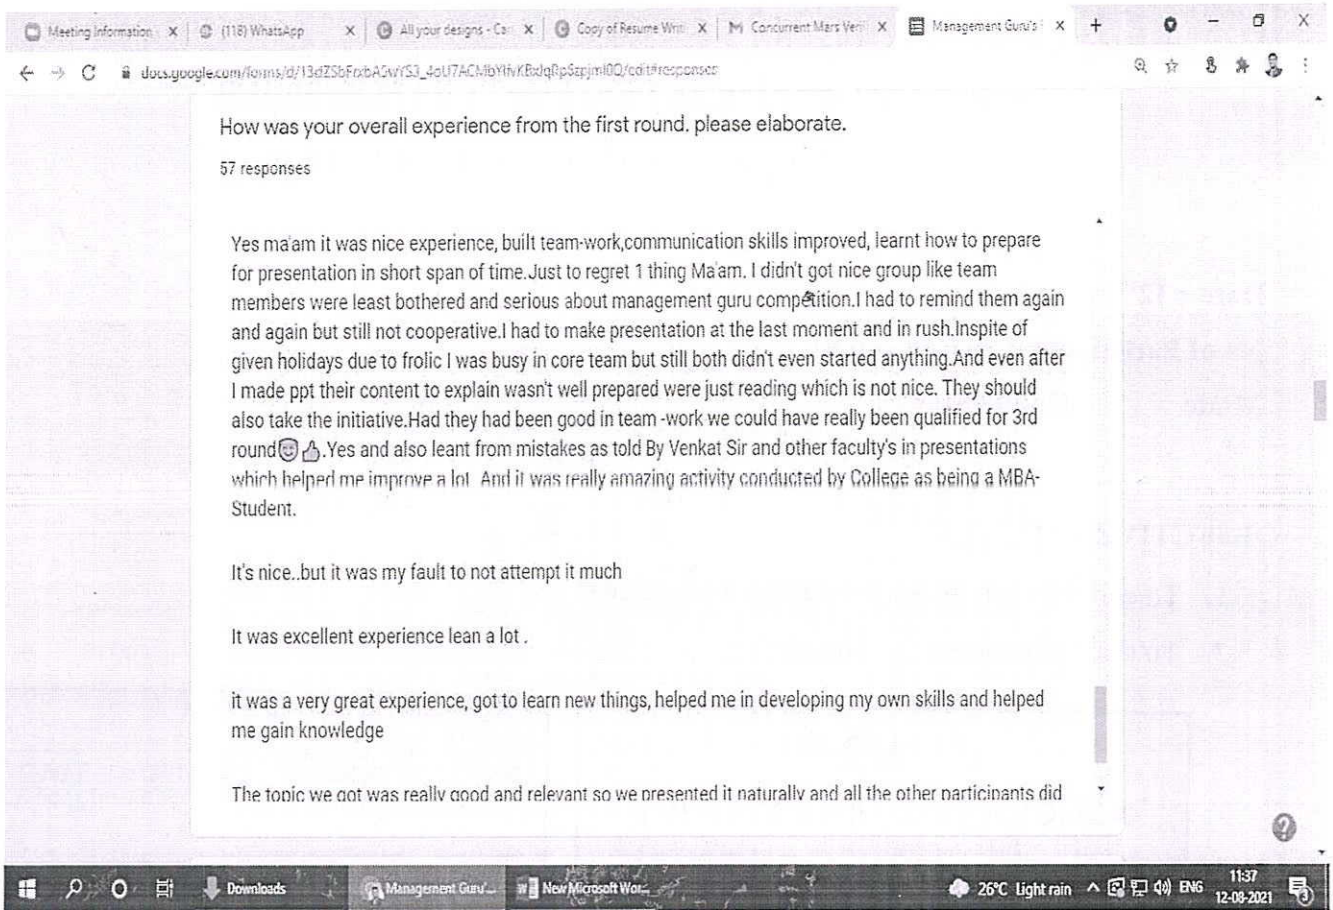 Meeting Information
(118) WhatsApp
All your designs - Can
Copy of Resume Writi
Concurrent Mars Veri
Management Guru's
docs.google.com/forms/d/
How was your overall experience from the first round. please elaborate.
57 responses
Yes ma'am it was nice experience, built team-work,communication skills improved, learnt how to prepare
for presentation in short span of time.Just to regret 1 thing Ma'am. I didn't got nice group like team
members were least bothered and serious about management guru competition.I had to remind them again
and again but still not cooperative.I had to make presentation at the last moment and in rush.Inspite of
given holidays due to frolic I was busy in core team but still both didn't even started anything.And even after
I made ppt their content to explain wasn't well prepared were just reading which is not nice. They should
also take the initiative.Had they had been good in team -work we could have really been qualified for 3rd
round😇👍.Yes and also leant from mistakes as told By Venkat Sir and other faculty's in presentations
which helped me improve a lot And it was really amazing activity conducted by College as being a MBA-
Student.
It's nice..but it was my fault to not attempt it much
It was excellent experience lean a lot .
it was a very great experience, got to learn new things, helped me in developing my own skills and helped
me gain knowledge
The topic we got was really good and relevant so we presented it naturally and all the other participants did
Downloads
Management Guru'...
New Microsoft Wor...
26°C Light rain
ENG
11:37
12-08-2021